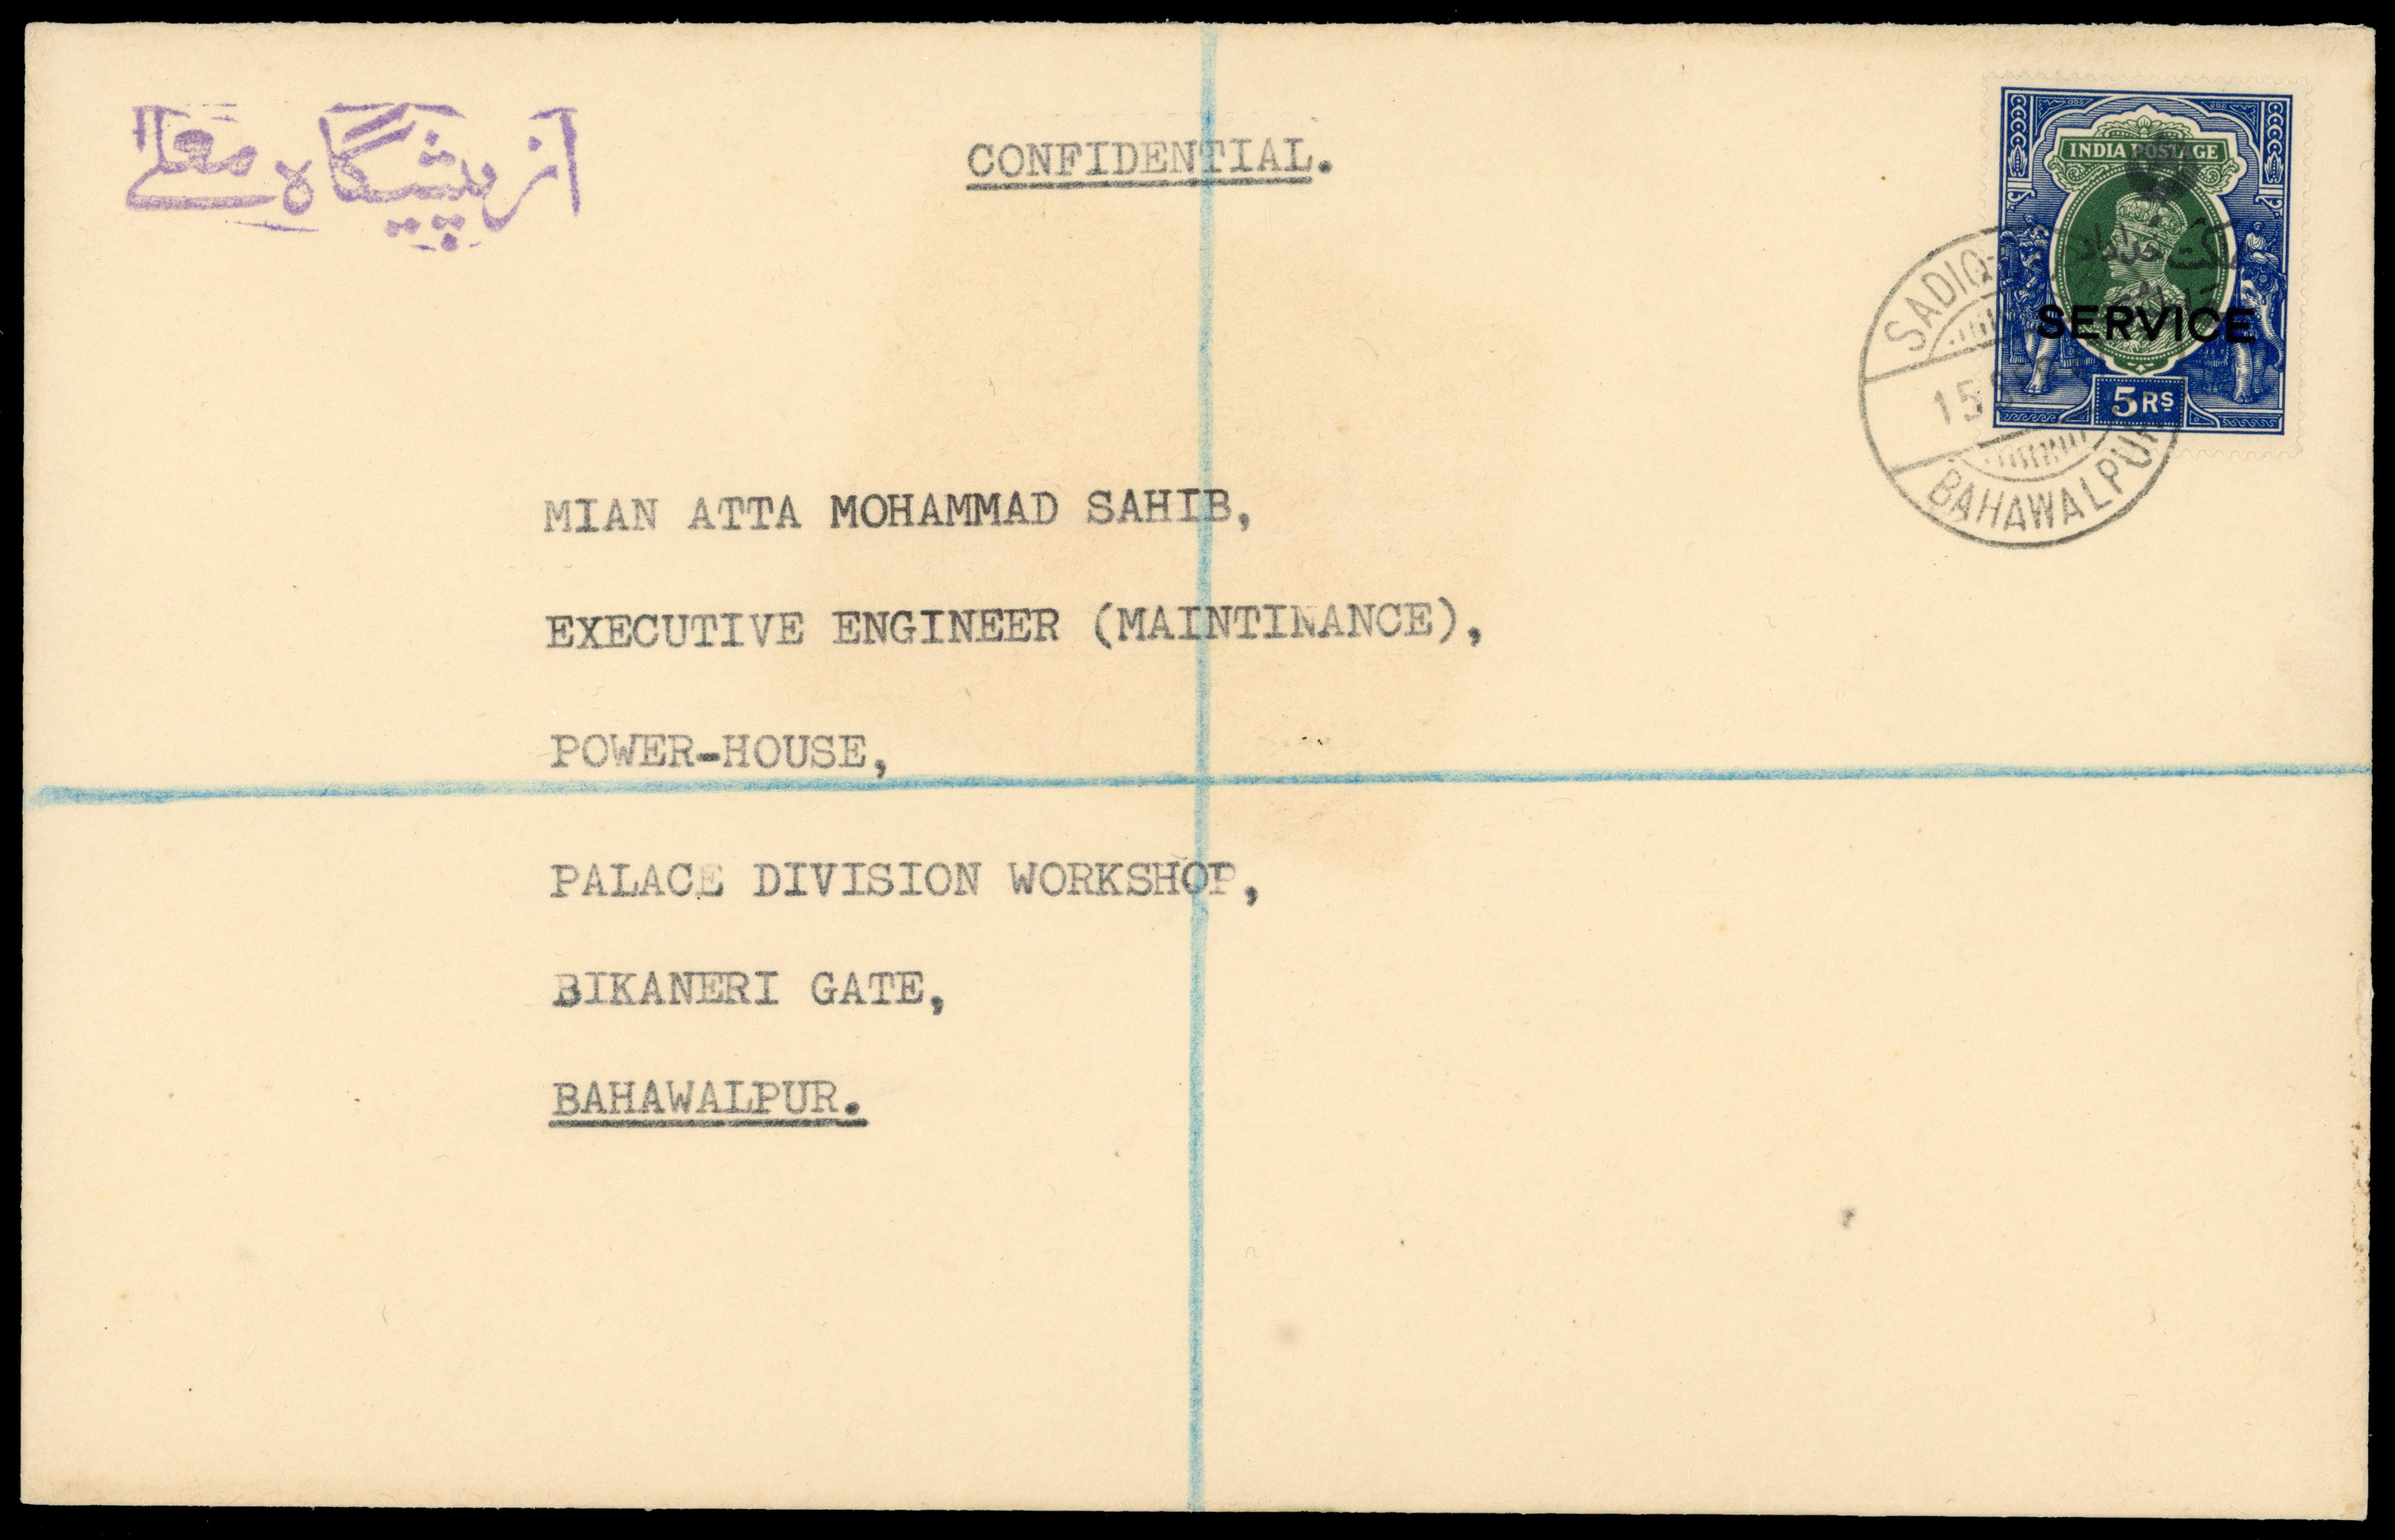 از پیشگاہ معلےٰ
CONFIDENTIAL.
INDIA POSTAGE
SERVICE
5 Rs
15
BAHAWALPUR
MIAN ATTA MOHAMMAD SAHIB,
EXECUTIVE ENGINEER (MAINTINANCE),
POWER-HOUSE,
PALACE DIVISION WORKSHOP,
BIKANERI GATE,
BAHAWALPUR.